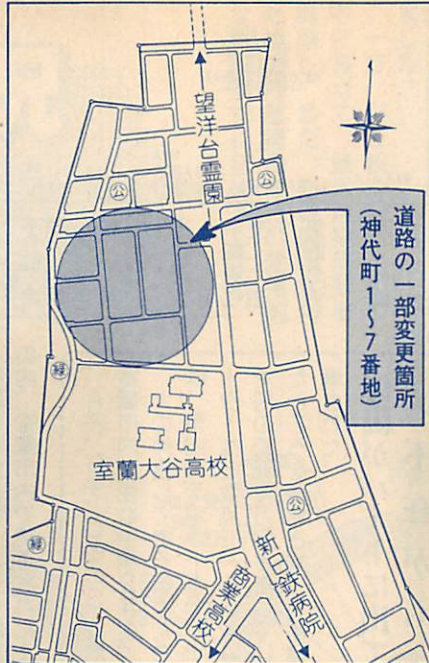 望洋台霊園
公
公
道路の一部変更箇所
(神代町1〜7番地)
緑
室蘭大谷高校
公
緑
商業高校
新日鉄病院